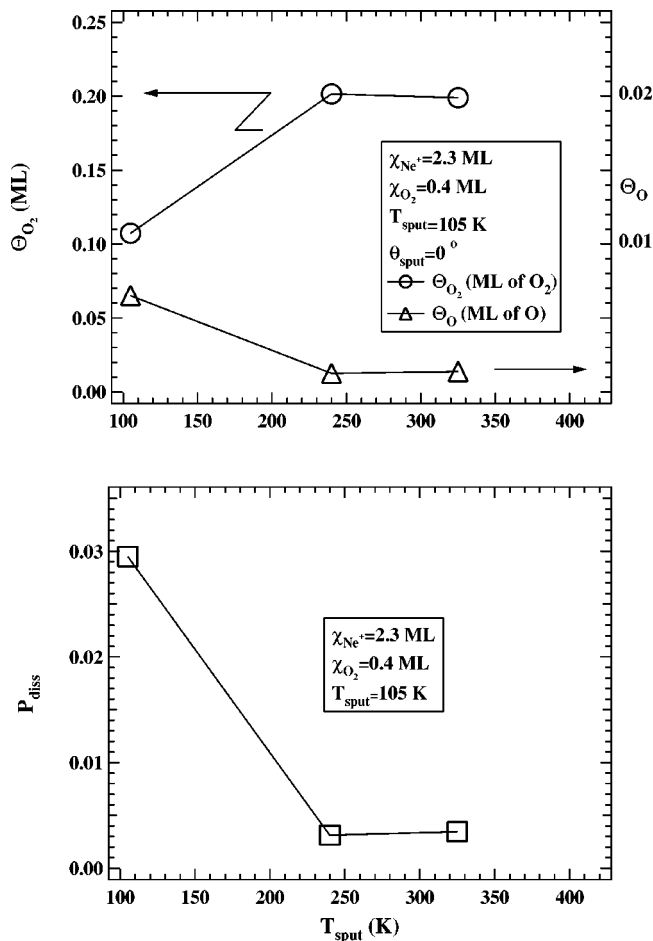 0.25
0.20
0.15
0.10
0.05
0.00
Θ_O₂ (ML)
0.02
0.01
Θ_O
χ_Ne⁺=2.3 ML
χ_O₂=0.4 ML
T_sput=105 K
θ_sput=0 °
Θ_O₂ (ML of O₂)
Θ_O (ML of O)
100 150 200 250 300 350 400
0.03
0.02
0.01
0.00
P_diss
χ_Ne⁺=2.3 ML
χ_O₂=0.4 ML
T_sput=105 K
100 150 200 250 300 350 400
T_sput (K)